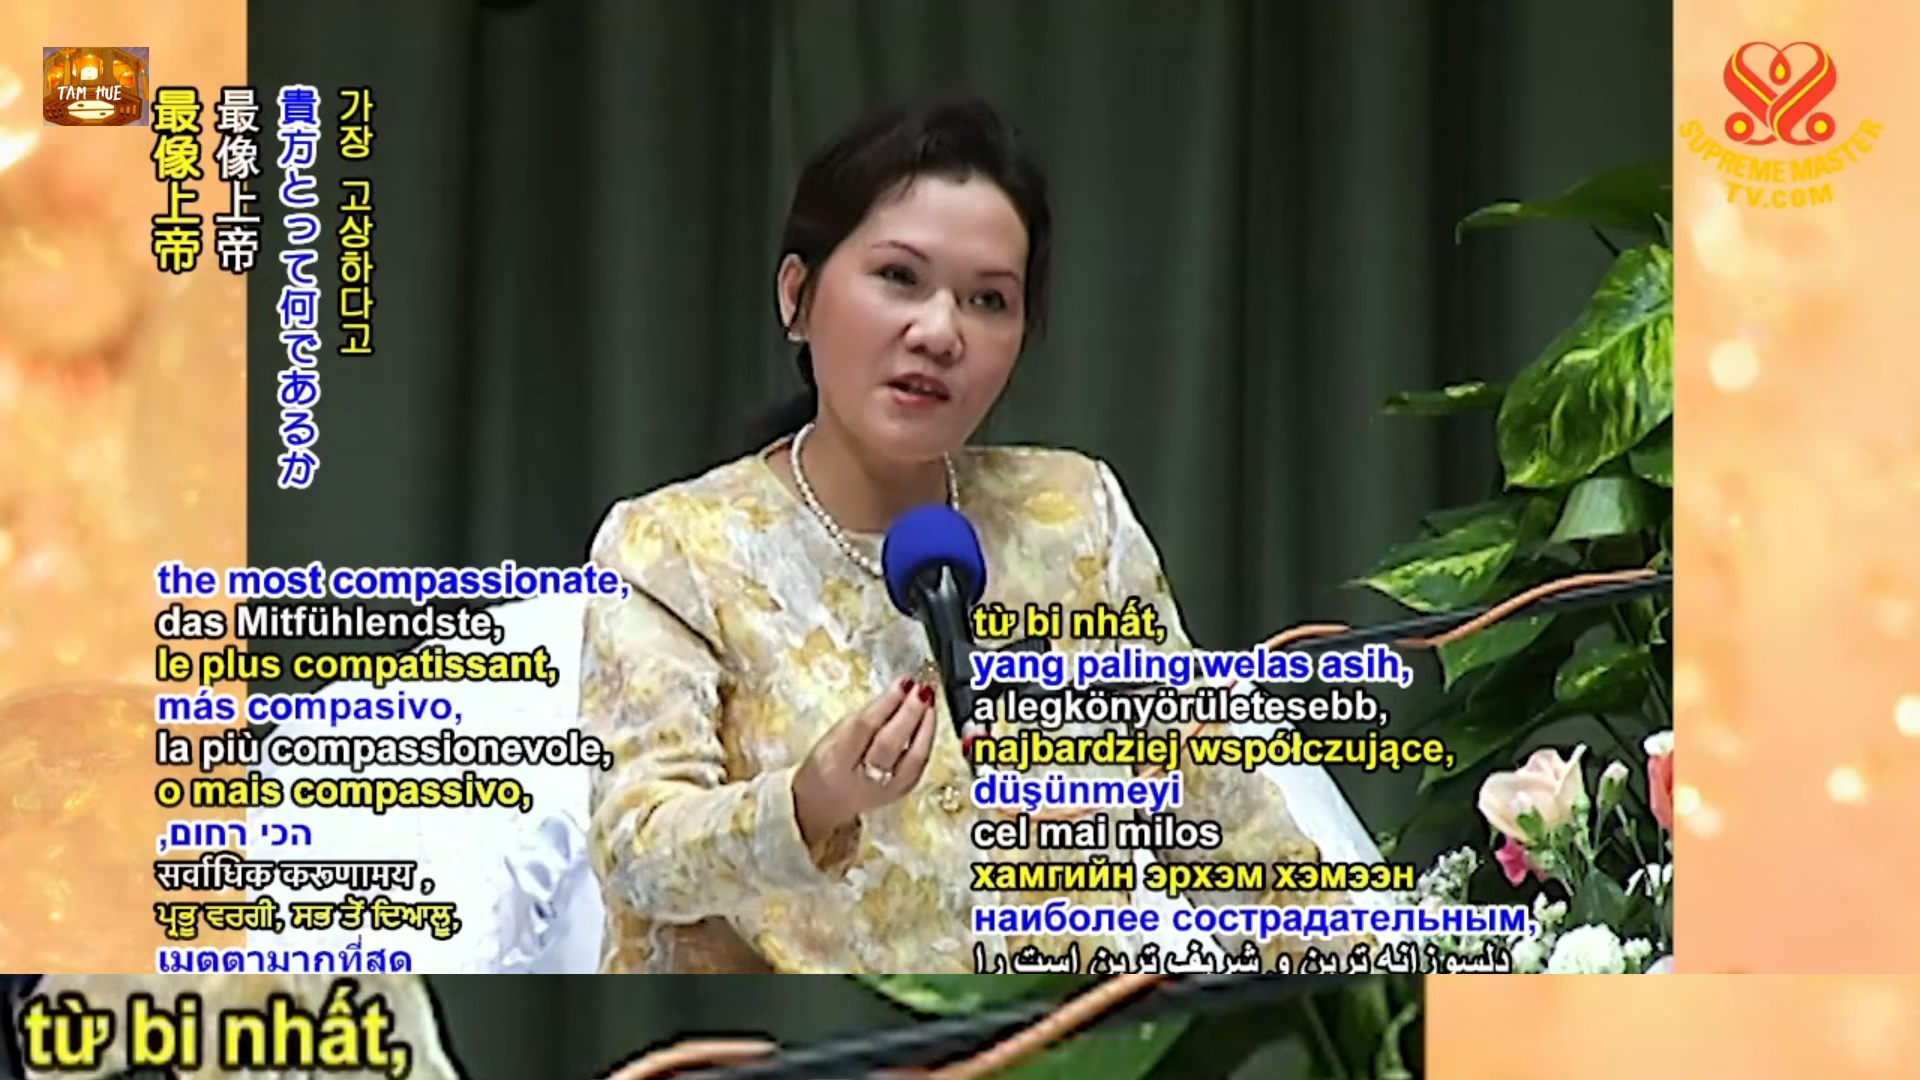 TAM HUE
最像上帝
最像上帝
貴方とって何であるか
가장 고상하다고
SUPREME MASTER
TV.COM
the most compassionate,
das Mitfühlendste,
le plus compatissant,
más compasivo,
la più compassionevole,
o mais compassivo,
הכי רחום,
सर्वाधिक करूणामय ,
ਪ੍ਰਭੂ ਵਰਗੀ, ਸਭ ਤੋਂ ਦਿਆਲੂ,
เมตตามากที่สุด
từ bi nhất,
yang paling welas asih,
a legkönyörületesebb,
najbardziej współczujące,
düşünmeyi
cel mai milos
хамгийн эрхэм хэмээн
наиболее сострадательным,
دلسوزانه ترین و شریف ترین است را
từ bi nhất,